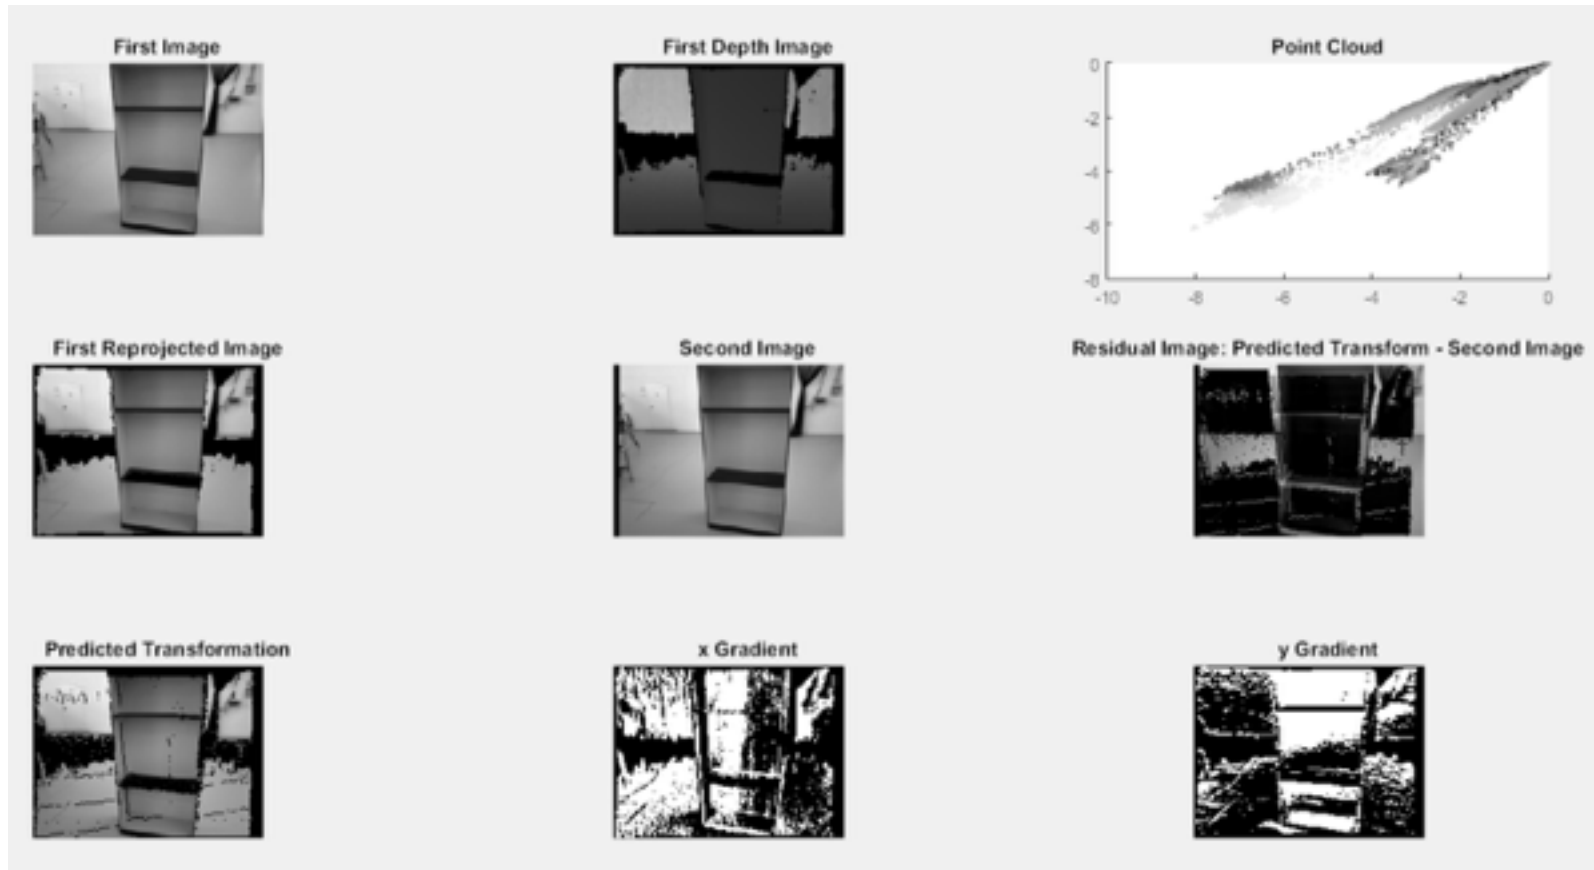 First Image
First Depth Image
Point Cloud
0
-2
-4
-6
-8
-10
-8
-6
-4
-2
0
First Reprojected Image
Second Image
Residual Image: Predicted Transform - Second Image
Predicted Transformation
x Gradient
y Gradient